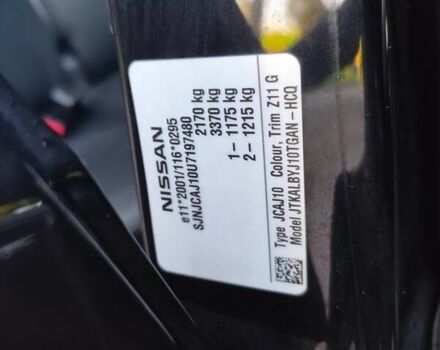 NISSAN
e11*2001/116*0295
SJNJCAJ10U7197480
2170 kg
3370 kg
1- 1175 kg
2- 1215 kg
Type JCAJ10 Colour, Trim Z11 G
Model JTKALBYJ10TGAN-HCQ